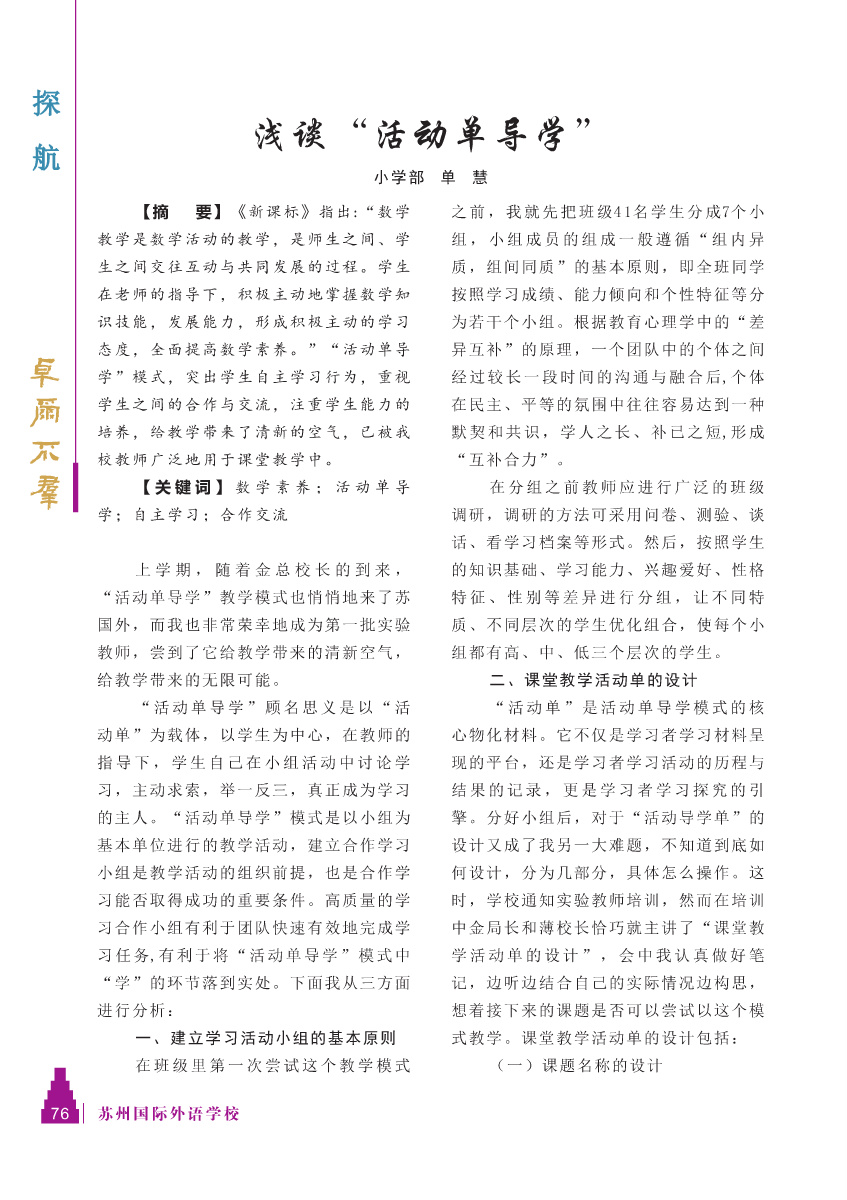 探
航
卓
尔
不
群
浅谈“活动单导学”
小学部 单 慧
【摘 要】《新课标》指出:“数学
教学是数学活动的教学，是师生之间、学
生之间交往互动与共同发展的过程。学生
在老师的指导下，积极主动地掌握数学知
识技能，发展能力，形成积极主动的学习
态度，全面提高数学素养。”“活动单导
学”模式，突出学生自主学习行为，重视
学生之间的合作与交流，注重学生能力的
培养，给教学带来了清新的空气，已被我
校教师广泛地用于课堂教学中。
【关键词】数学素养；活动单导
学；自主学习；合作交流
上学期，随着金总校长的到来，
“活动单导学”教学模式也悄悄地来了苏
国外，而我也非常荣幸地成为第一批实验
教师，尝到了它给教学带来的清新空气，
给教学带来的无限可能。
“活动单导学”顾名思义是以“活
动单”为载体，以学生为中心，在教师的
指导下，学生自己在小组活动中讨论学
习，主动求索，举一反三，真正成为学习
的主人。“活动单导学”模式是以小组为
基本单位进行的教学活动，建立合作学习
小组是教学活动的组织前提，也是合作学
习能否取得成功的重要条件。高质量的学
习合作小组有利于团队快速有效地完成学
习任务,有利于将“活动单导学”模式中
“学”的环节落到实处。下面我从三方面
进行分析：
一、建立学习活动小组的基本原则
在班级里第一次尝试这个教学模式
之前，我就先把班级41名学生分成7个小
组，小组成员的组成一般遵循“组内异
质，组间同质”的基本原则，即全班同学
按照学习成绩、能力倾向和个性特征等分
为若干个小组。根据教育心理学中的“差
异互补”的原理，一个团队中的个体之间
经过较长一段时间的沟通与融合后,个体
在民主、平等的氛围中往往容易达到一种
默契和共识，学人之长、补已之短,形成
“互补合力”。
在分组之前教师应进行广泛的班级
调研，调研的方法可采用问卷、测验、谈
话、看学习档案等形式。然后，按照学生
的知识基础、学习能力、兴趣爱好、性格
特征、性别等差异进行分组，让不同特
质、不同层次的学生优化组合，使每个小
组都有高、中、低三个层次的学生。
二、课堂教学活动单的设计
“活动单”是活动单导学模式的核
心物化材料。它不仅是学习者学习材料呈
现的平台，还是学习者学习活动的历程与
结果的记录，更是学习者学习探究的引
擎。分好小组后，对于“活动导学单”的
设计又成了我另一大难题，不知道到底如
何设计，分为几部分，具体怎么操作。这
时，学校通知实验教师培训，然而在培训
中金局长和薄校长恰巧就主讲了“课堂教
学活动单的设计”，会中我认真做好笔
记，边听边结合自己的实际情况边构思，
想着接下来的课题是否可以尝试以这个模
式教学。课堂教学活动单的设计包括：
（一）课题名称的设计
76 苏州国际外语学校